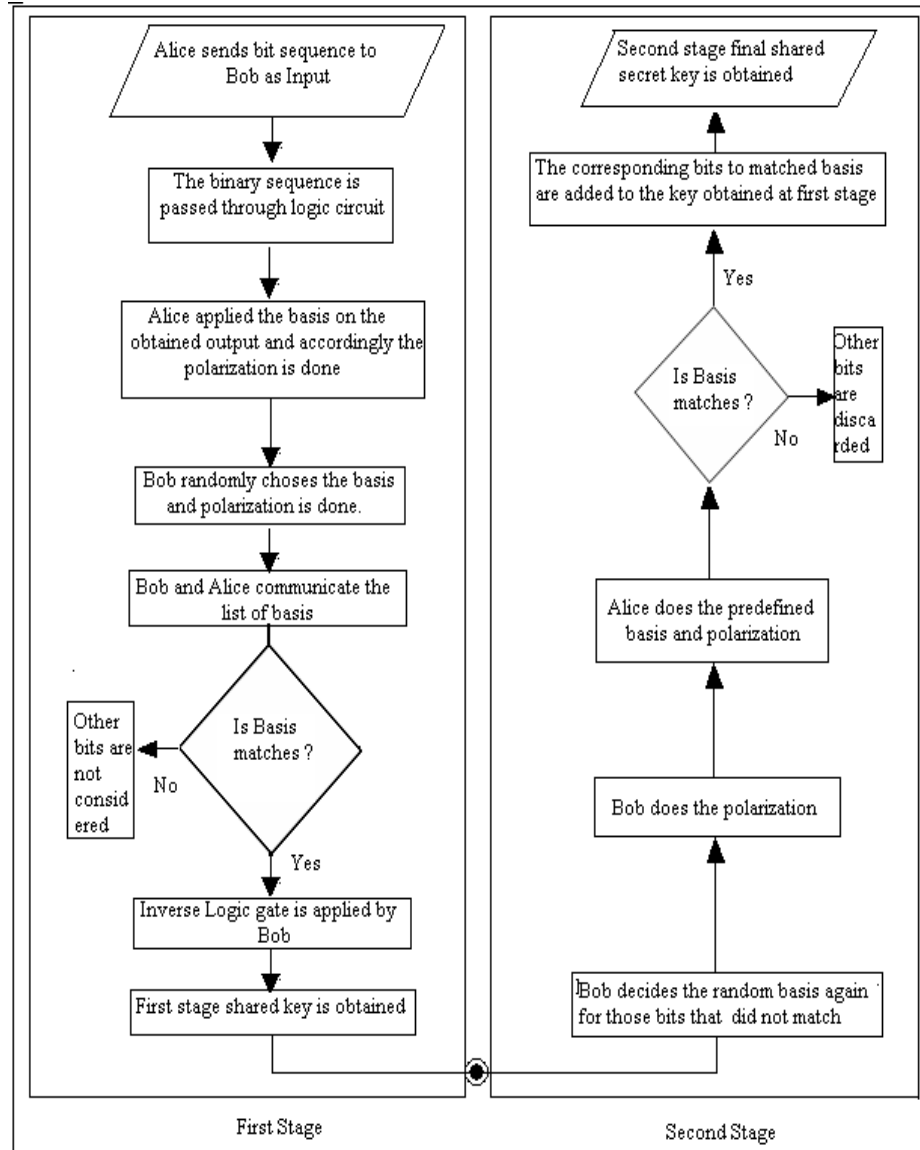 Alice sends bit sequence to
Bob as Input
The binary sequence is
passed through logic circuit
Alice applied the basis on the
obtained output and accordingly the
polarization is done
Bob randomly choses the basis
and polarization is done.
Bob and Alice communicate the
list of basis
Is Basis
matches ?
No
Other
bits are
not
consid
ered
Yes
Inverse Logic gate is applied by
Bob
First stage shared key is obtained
First Stage
Second stage final shared
secret key is obtained
The corresponding bits to matched basis
are added to the key obtained at first stage
Yes
Is Basis
matches ?
No
Other
bits
are
disca
rded
Alice does the predefined
basis and polarization
Bob does the polarization
Bob decides the random basis again
for those bits that did not match
Second Stage